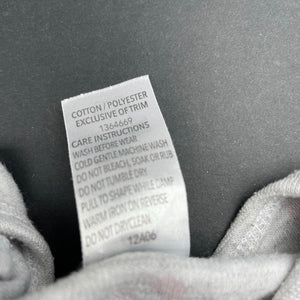 COTTON / POLYESTER
EXCLUSIVE OF TRIM
1364669
CARE INSTRUCTIONS
WASH BEFORE WEAR
COLD GENTLE MACHINE WASH
DO NOT BLEACH, SOAK OR RUB
DO NOT TUMBLE DRY
PULL TO SHAPE WHILE DAMP
WARM IRON ON REVERSE
DO NOT DRYCLEAN
12A06